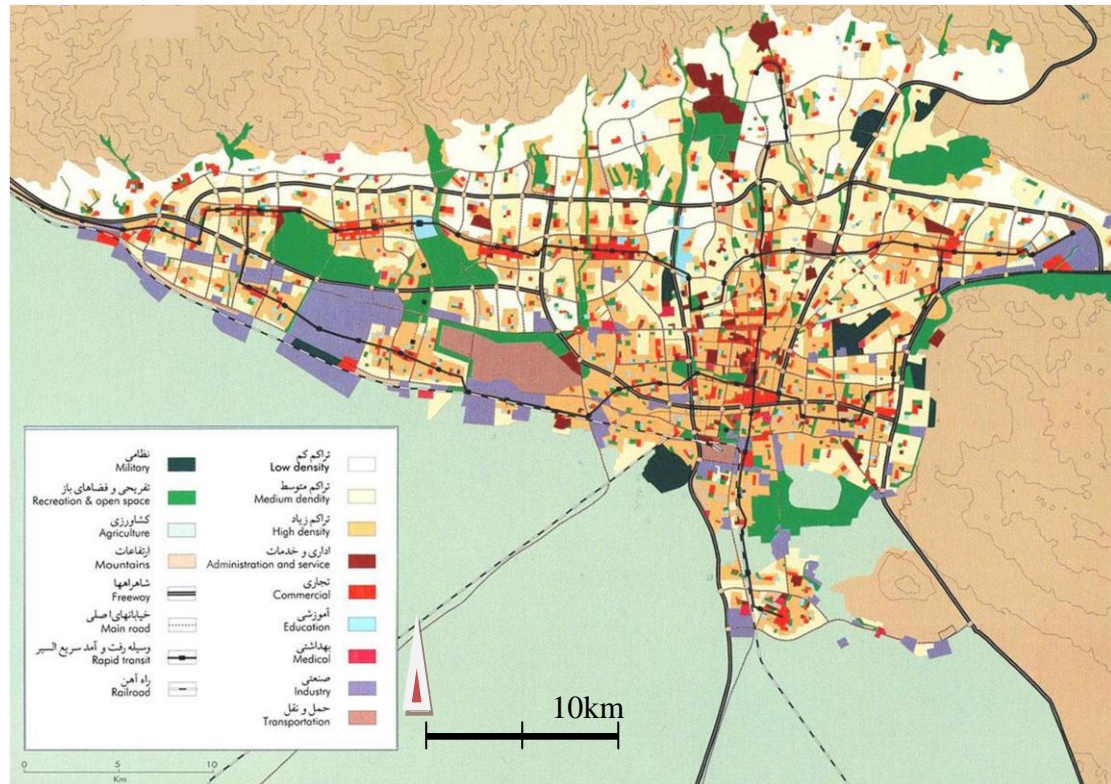 نظامی
Military
تفریحی و فضاهای باز
Recreation & open space
کشاورزی
Agriculture
ارتفاعات
Mountains
شاهراهها
Freeway
خیابانهای اصلی
Main road
وسیله رفت و آمد سریع السیر
Rapid transit
راه آهن
Railroad
تراکم کم
Low density
تراکم متوسط
Medium dendity
تراکم زیاد
High density
اداری و خدمات
Administration and service
تجاری
Commercial
آموزشی
Education
بهداشتی
Medical
صنعتی
Industry
حمل و نقل
Transportation
0 5 10
Km
10km